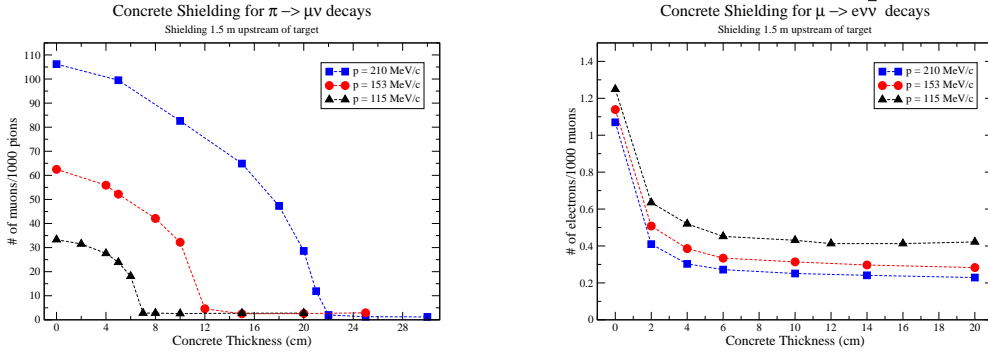 Concrete Shielding for π −> μν decays
Shielding 1.5 m upstream of target
# of muons/1000 pions
110
100
90
80
70
60
50
40
30
20
10
0
p = 210 MeV/c
p = 153 MeV/c
p = 115 MeV/c
0 4 8 12 16 20 24 28
Concrete Thickness (cm)
Concrete Shielding for μ −> eνν̅ decays
Shielding 1.5 m upstream of target
# of electrons/1000 muons
1.4
1.2
1
0.8
0.6
0.4
0.2
0
p = 210 MeV/c
p = 153 MeV/c
p = 115 MeV/c
0 2 4 6 8 10 12 14 16 18 20
Concrete Thickness (cm)